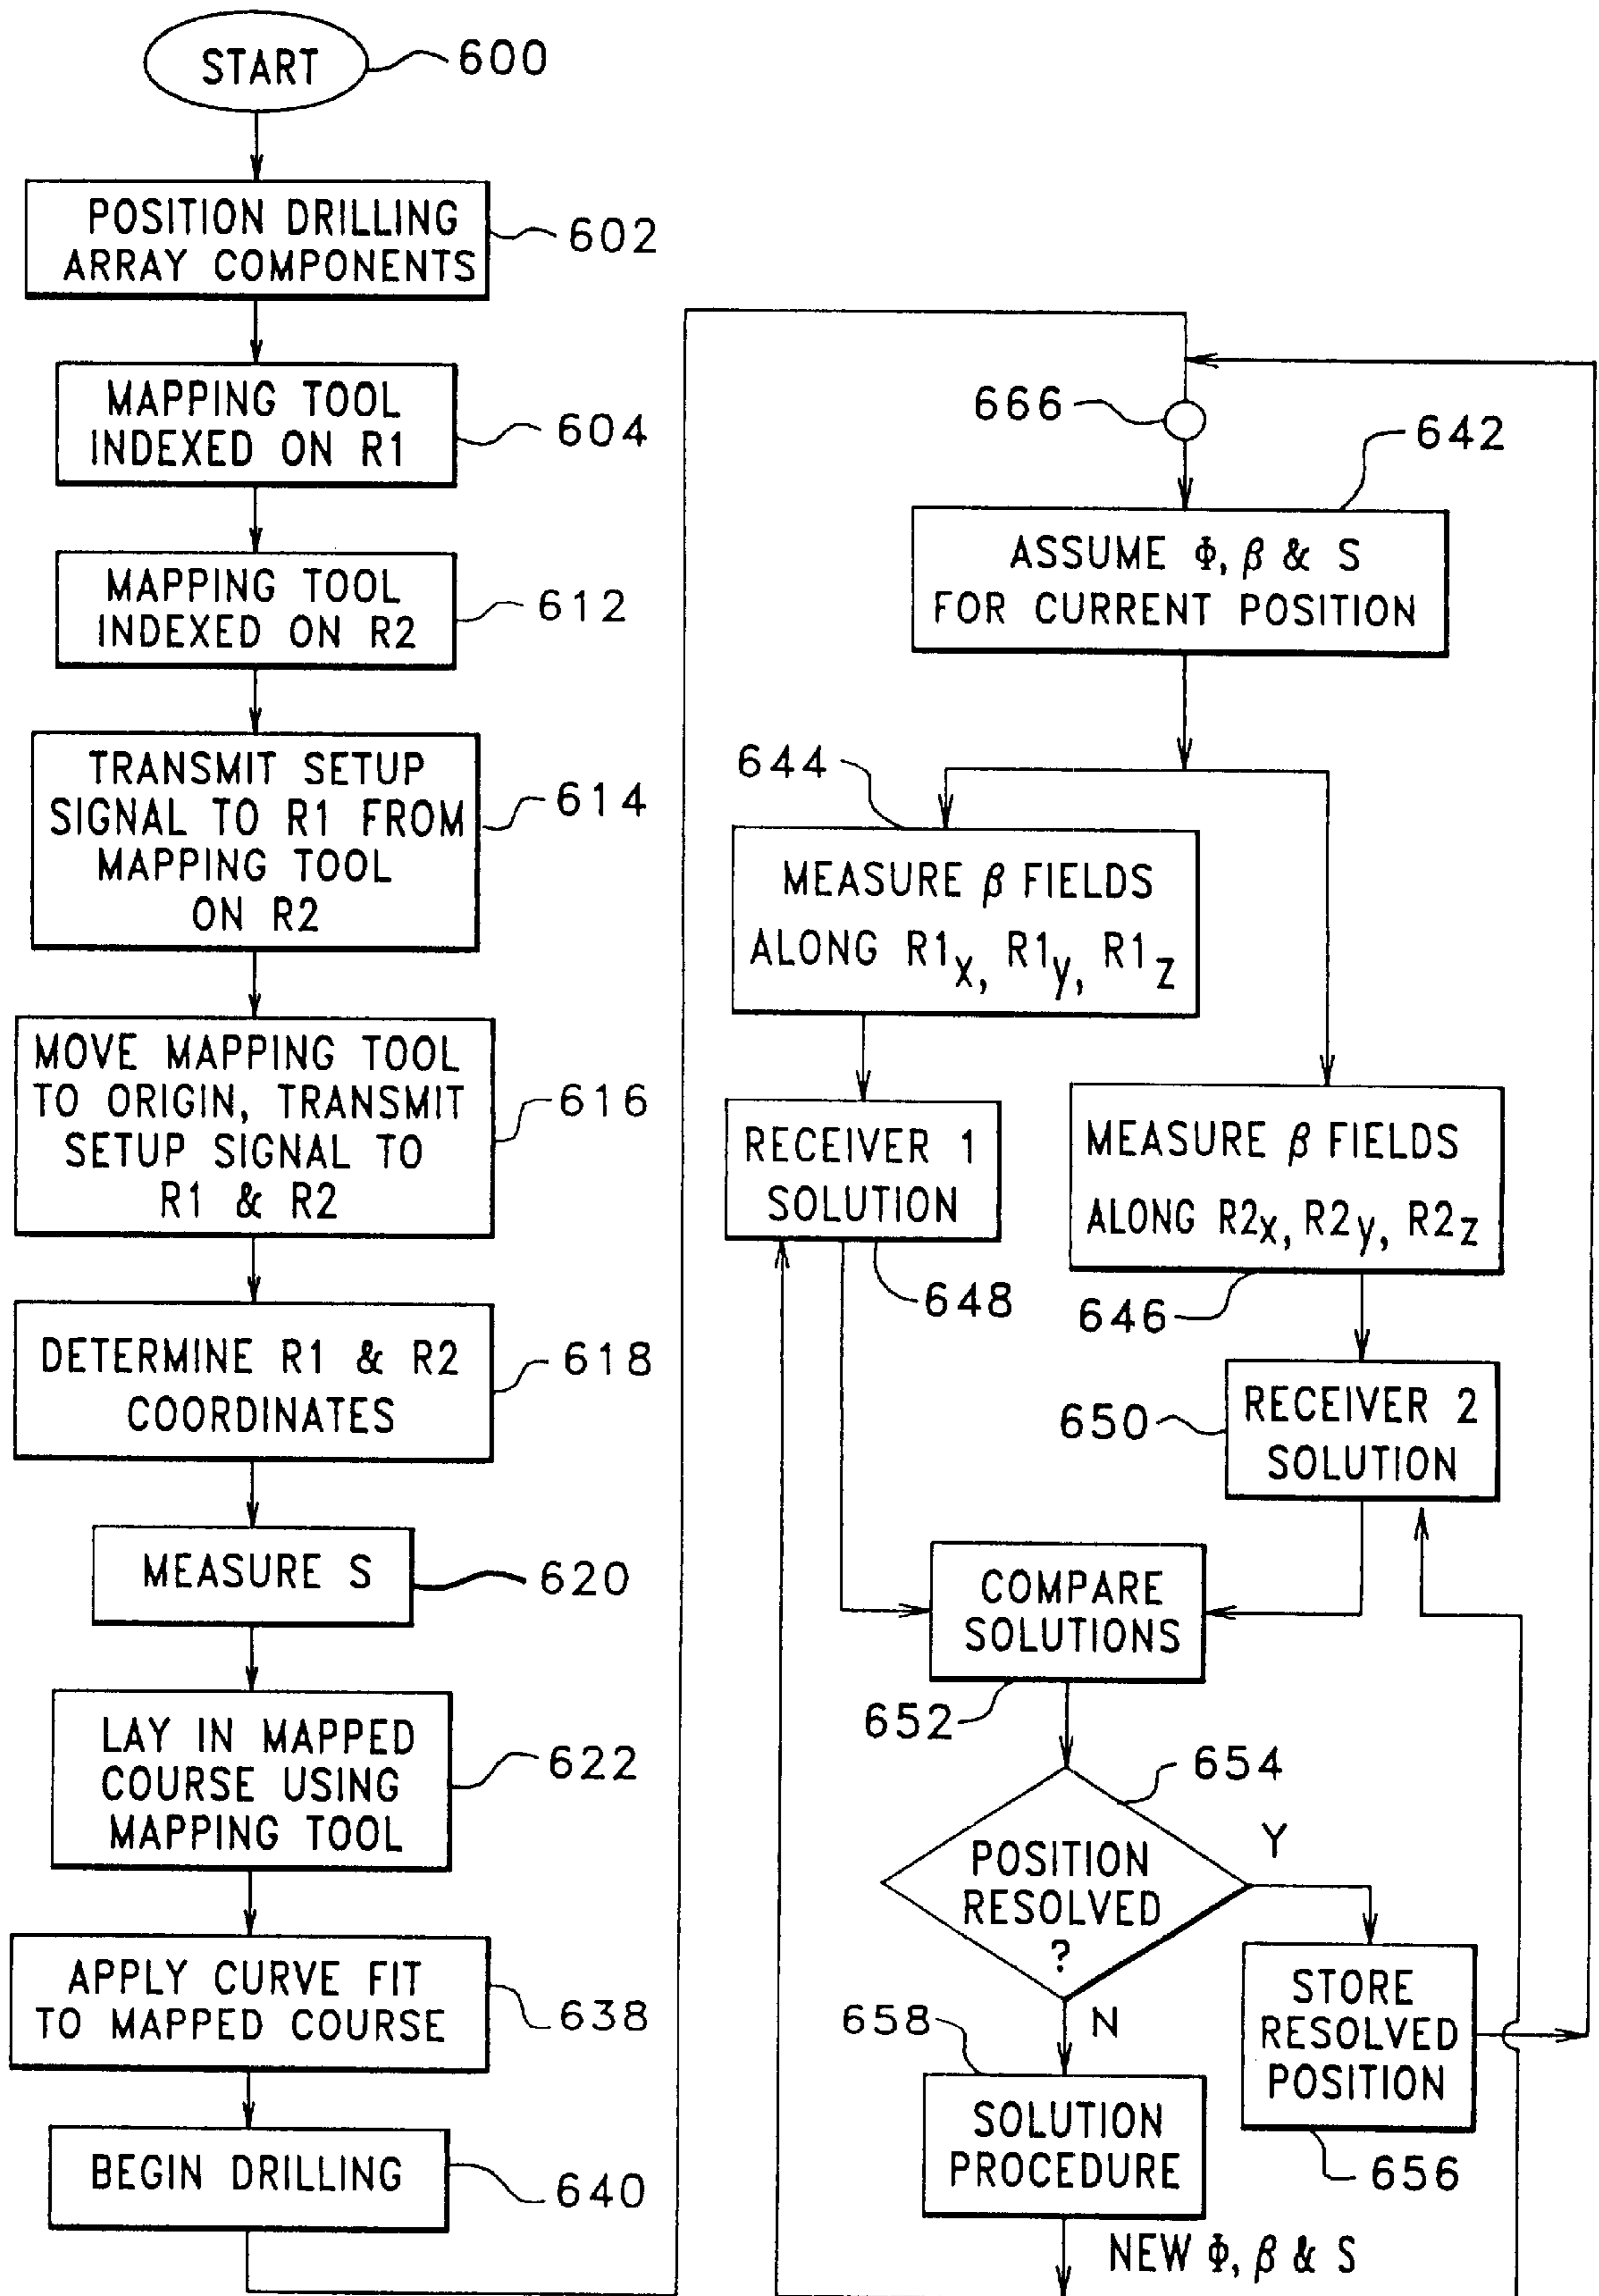 START
600
POSITION DRILLING
ARRAY COMPONENTS
602
MAPPING TOOL
INDEXED ON R1
604
MAPPING TOOL
INDEXED ON R2
612
TRANSMIT SETUP
SIGNAL TO R1 FROM
MAPPING TOOL
ON R2
614
MOVE MAPPING TOOL
TO ORIGIN, TRANSMIT
SETUP SIGNAL TO
R1 & R2
616
DETERMINE R1 & R2
COORDINATES
618
MEASURE S
620
LAY IN MAPPED
COURSE USING
MAPPING TOOL
622
APPLY CURVE FIT
TO MAPPED COURSE
638
BEGIN DRILLING
640
666
642
ASSUME Φ, β & S
FOR CURRENT POSITION
644
MEASURE β FIELDS
ALONG R1x, R1y, R1z
RECEIVER 1
SOLUTION
648
MEASURE β FIELDS
ALONG R2x, R2y, R2z
646
650
RECEIVER 2
SOLUTION
COMPARE
SOLUTIONS
652
654
POSITION
RESOLVED
?
Y
N
STORE
RESOLVED
POSITION
656
658
SOLUTION
PROCEDURE
NEW Φ, β & S